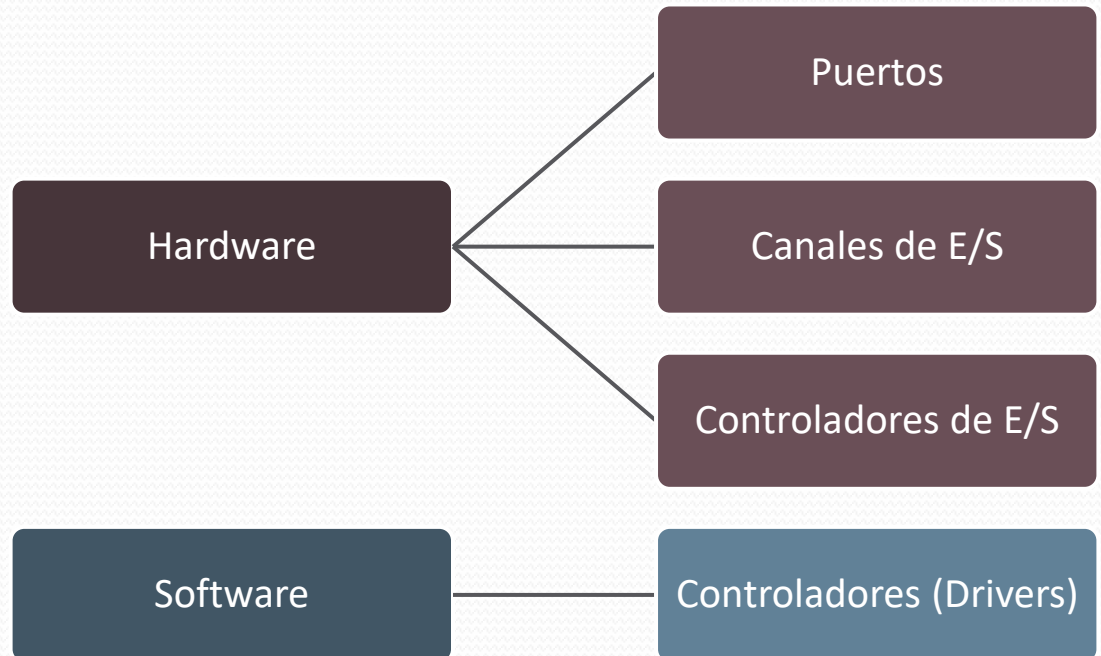 Hardware
Puertos
Canales de E/S
Controladores de E/S
Software
Controladores (Drivers)